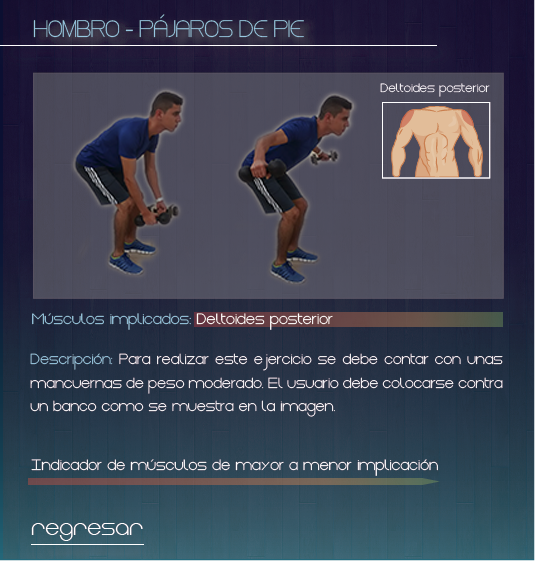 HOMBRO - PÁJAROS DE PIE
Deltoides posterior
Músculos implicados: Deltoides posterior
Descripción: Para realizar este ejercicio se debe contar con unas
mancuernas de peso moderado. El usuario debe colocarse contra
un banco como se muestra en la imagen.
Indicador de músculos de mayor a menor implicación
regresar